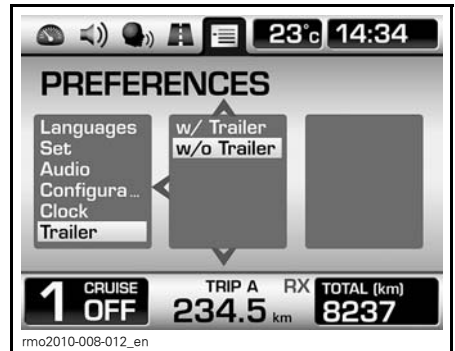 23°c 14:34
PREFERENCES
Languages
Set
Audio
Configura...
Clock
Trailer
w/ Trailer
w/o Trailer
1 CRUISE OFF
TRIP A
234.5 km
RX
TOTAL (km)
8237
rmo2010-008-012_en